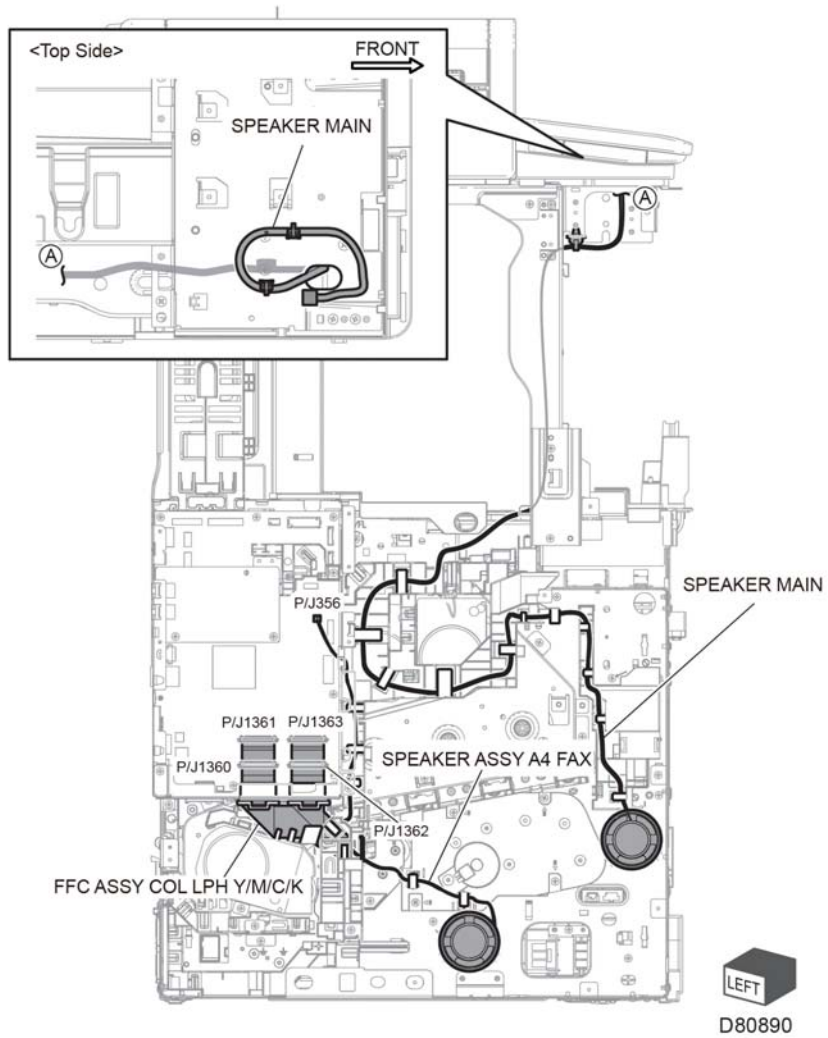 <Top Side>
FRONT
SPEAKER MAIN
A
A
SPEAKER MAIN
P/J356
P/J1361
P/J1363
P/J1360
SPEAKER ASSY A4 FAX
P/J1362
FFC ASSY COL LPH Y/M/C/K
LEFT
D80890